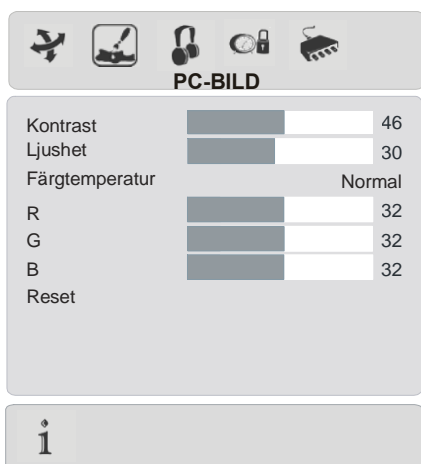 PC-BILD
Kontrast 46
Ljushet 30
Färgtemperatur Normal
R 32
G 32
B 32
Reset
i